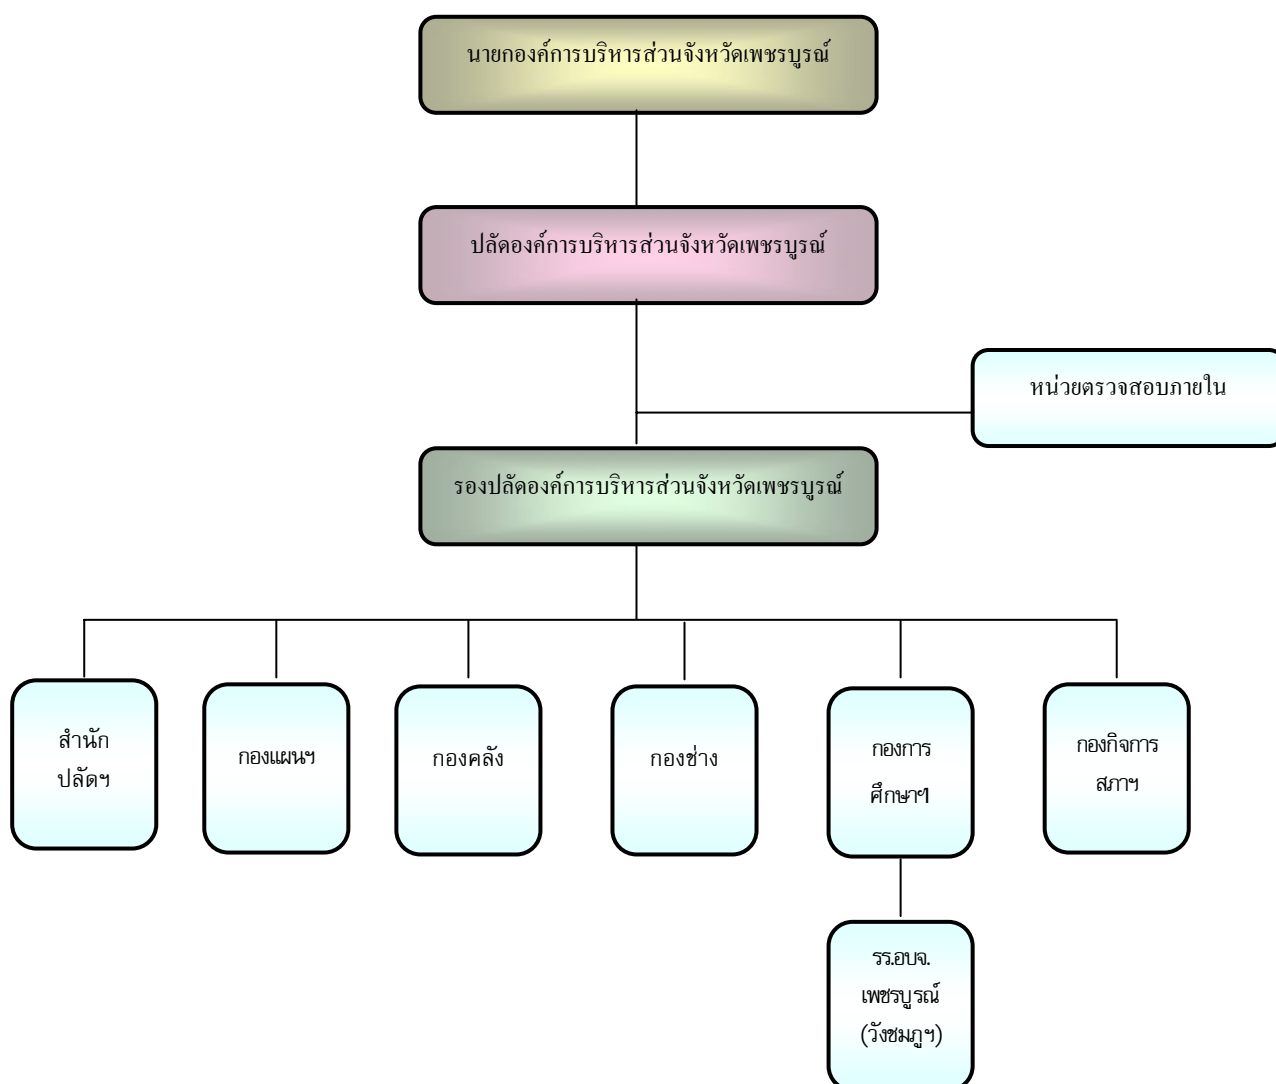 นายกองค์การบริหารส่วนจังหวัดเพชรบูรณ์
ปลัดองค์การบริหารส่วนจังหวัดเพชรบูรณ์
หน่วยตรวจสอบภายใน
รองปลัดองค์การบริหารส่วนจังหวัดเพชรบูรณ์
สำนัก
ปลัดฯ
กองแผนฯ
กองคลัง
กองช่าง
กองการ
ศึกษาฯ
กองกิจการ
สภาฯ
รร.อบจ.
เพชรบูรณ์
(วังชมภูฯ)